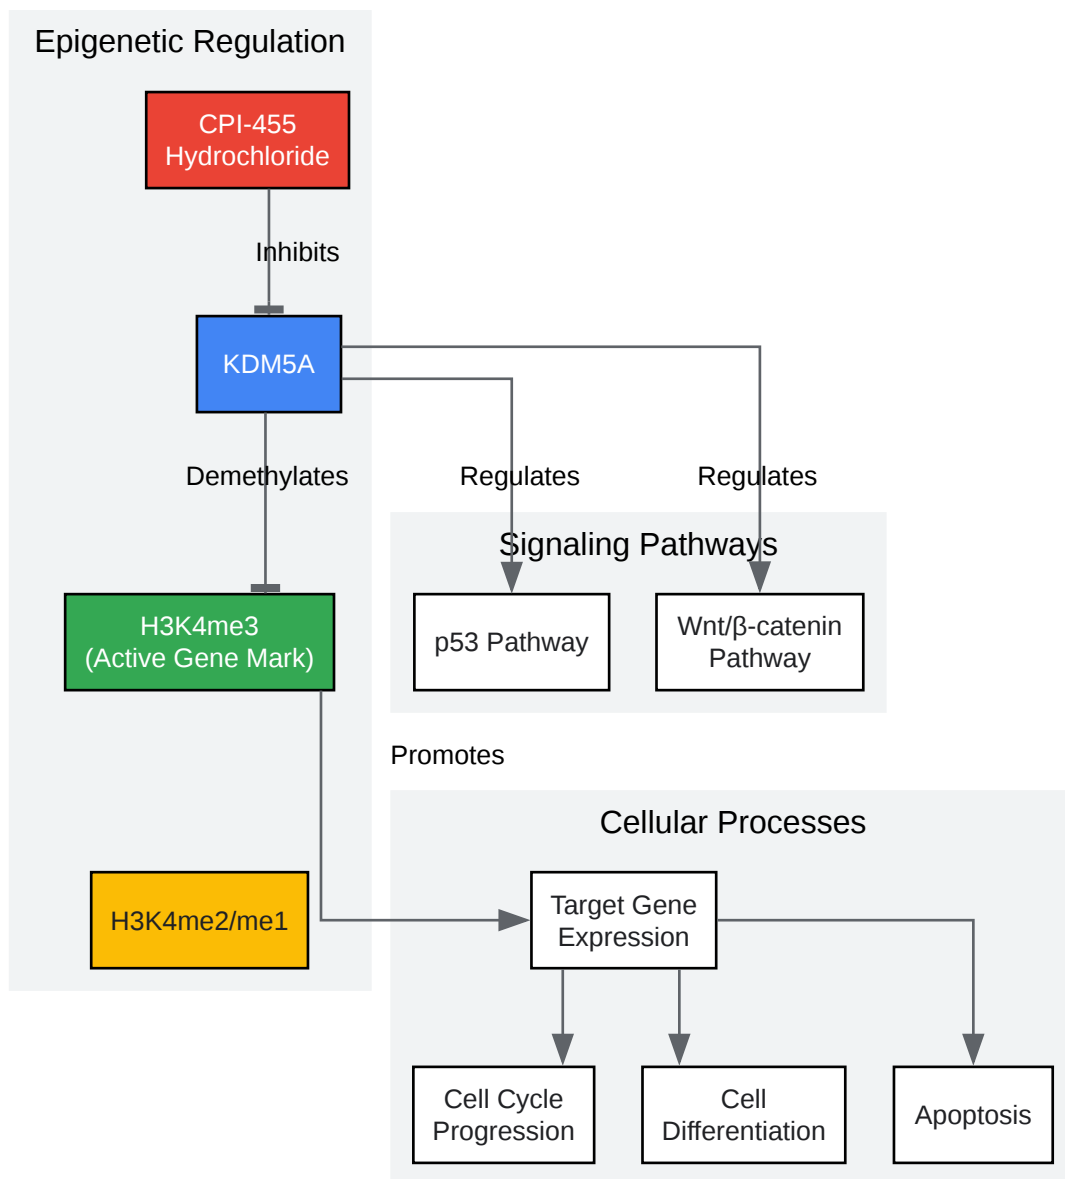 Epigenetic Regulation
CPI-455
Hydrochloride
Inhibits
KDM5A
Demethylates
Regulates
Regulates
Signaling Pathways
H3K4me3
(Active Gene Mark)
p53 Pathway
Wnt/β-catenin
Pathway
Promotes
Cellular Processes
H3K4me2/me1
Target Gene
Expression
Cell Cycle
Progression
Cell
Differentiation
Apoptosis